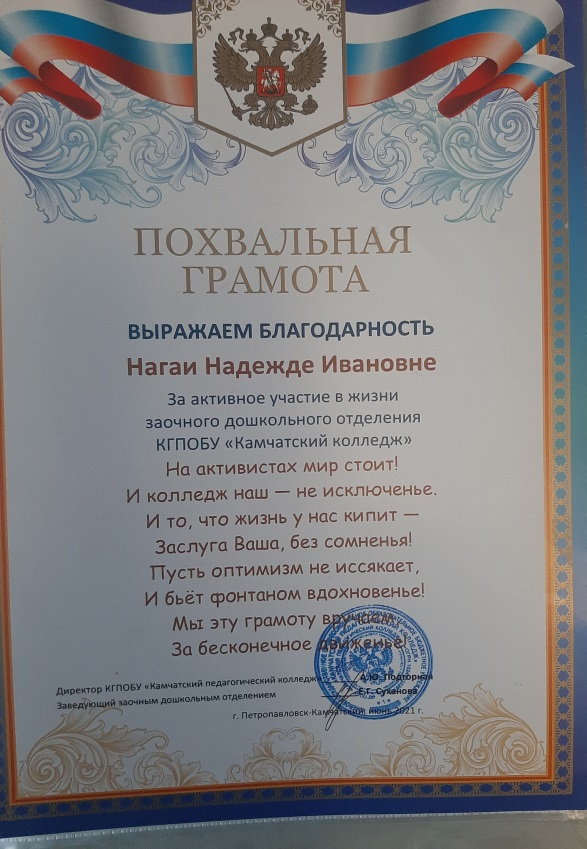 ПОХВАЛЬНАЯ
ГРАМОТА
ВЫРАЖАЕМ БЛАГОДАРНОСТЬ
Нагаи Надежде Ивановне
За активное участие в жизни
заочного дошкольного отделения
КГПОБУ «Камчатский колледж»
На активистах мир стоит!
И колледж наш — не исключенье.
И то, что жизнь у нас кипит —
Заслуга Ваша, без сомненья!
Пусть оптимизм не иссякает,
И бьёт фонтаном вдохновенье!
Мы эту грамоту вручаем
За бесконечное движенье!
Директор КГПОБУ «Камчатский педагогический колледж» А.Ю. Подгорная
Заведующий заочным дошкольным отделением Е.Г. Суханова
г. Петропавловск-Камчатский, июнь 2021 г.